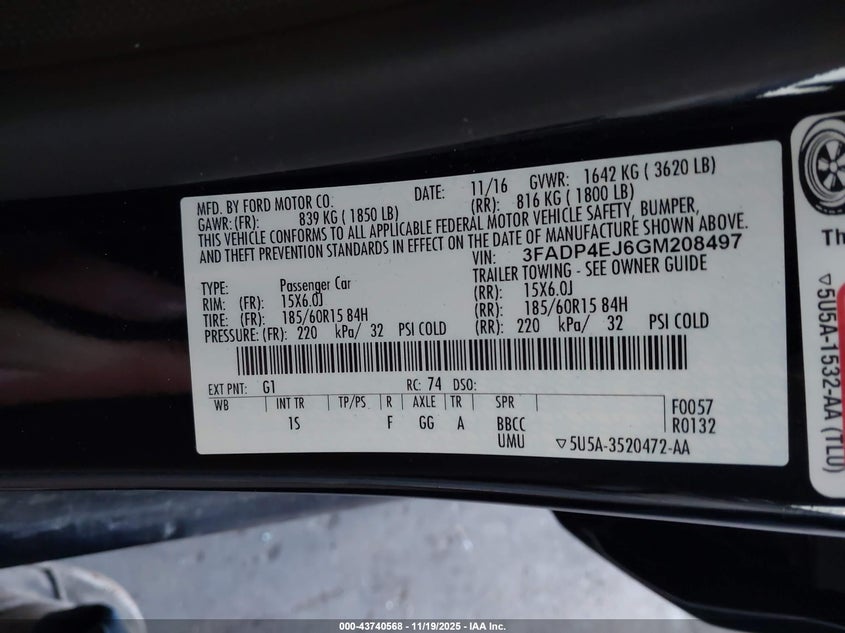 MFD. BY FORD MOTOR CO. DATE: 11/16 GVWR: 1642 KG ( 3620 LB)
GAWR: (FR): 839 KG ( 1850 LB) (RR): 816 KG ( 1800 LB)
THIS VEHICLE CONFORMS TO ALL APPLICABLE FEDERAL MOTOR VEHICLE SAFETY, BUMPER,
AND THEFT PREVENTION STANDARDS IN EFFECT ON THE DATE OF MANUFACTURE SHOWN ABOVE.
VIN: 3FADP4EJ6GM208497
TYPE: Passenger Car TRAILER TOWING - SEE OWNER GUIDE
RIM: (FR): 15X6.0J (RR): 15X6.0J
TIRE: (FR): 185/60R15 84H (RR): 185/60R15 84H
PRESSURE: (FR): 220 kPa/ 32 PSI COLD (RR): 220 kPa/ 32 PSI COLD
EXT PNT: G1 RC: 74 DSO:
WB INT TR TP/PS R AXLE TR SPR F0057
1S F GG A BBCC R0132
UMU ▽5U5A-3520472-AA
Th
▽5U5A-1532-AA (TLU)
000-43740568 - 11/19/2025 - IAA Inc.